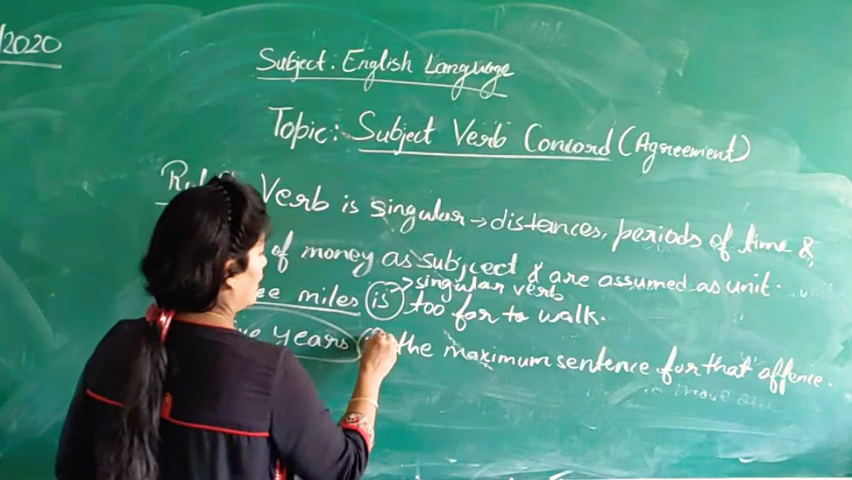 /2020
Subject: English Language
Topic: Subject Verb Concord (Agreement)
Verb is singular → distances, periods of time &
of money as subject & are assumed as unit.
singular verb
ee miles is too far to walk.
ve years the maximum sentence for that offence.